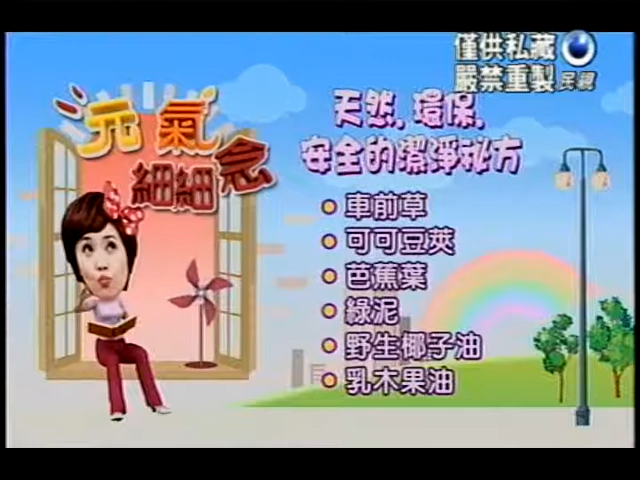 僅供私藏
嚴禁重製 民視
元氣
細細念
天然, 環保,
安全的潔淨秘方
車前草
可可豆莢
芭蕉葉
綠泥
野生椰子油
乳木果油